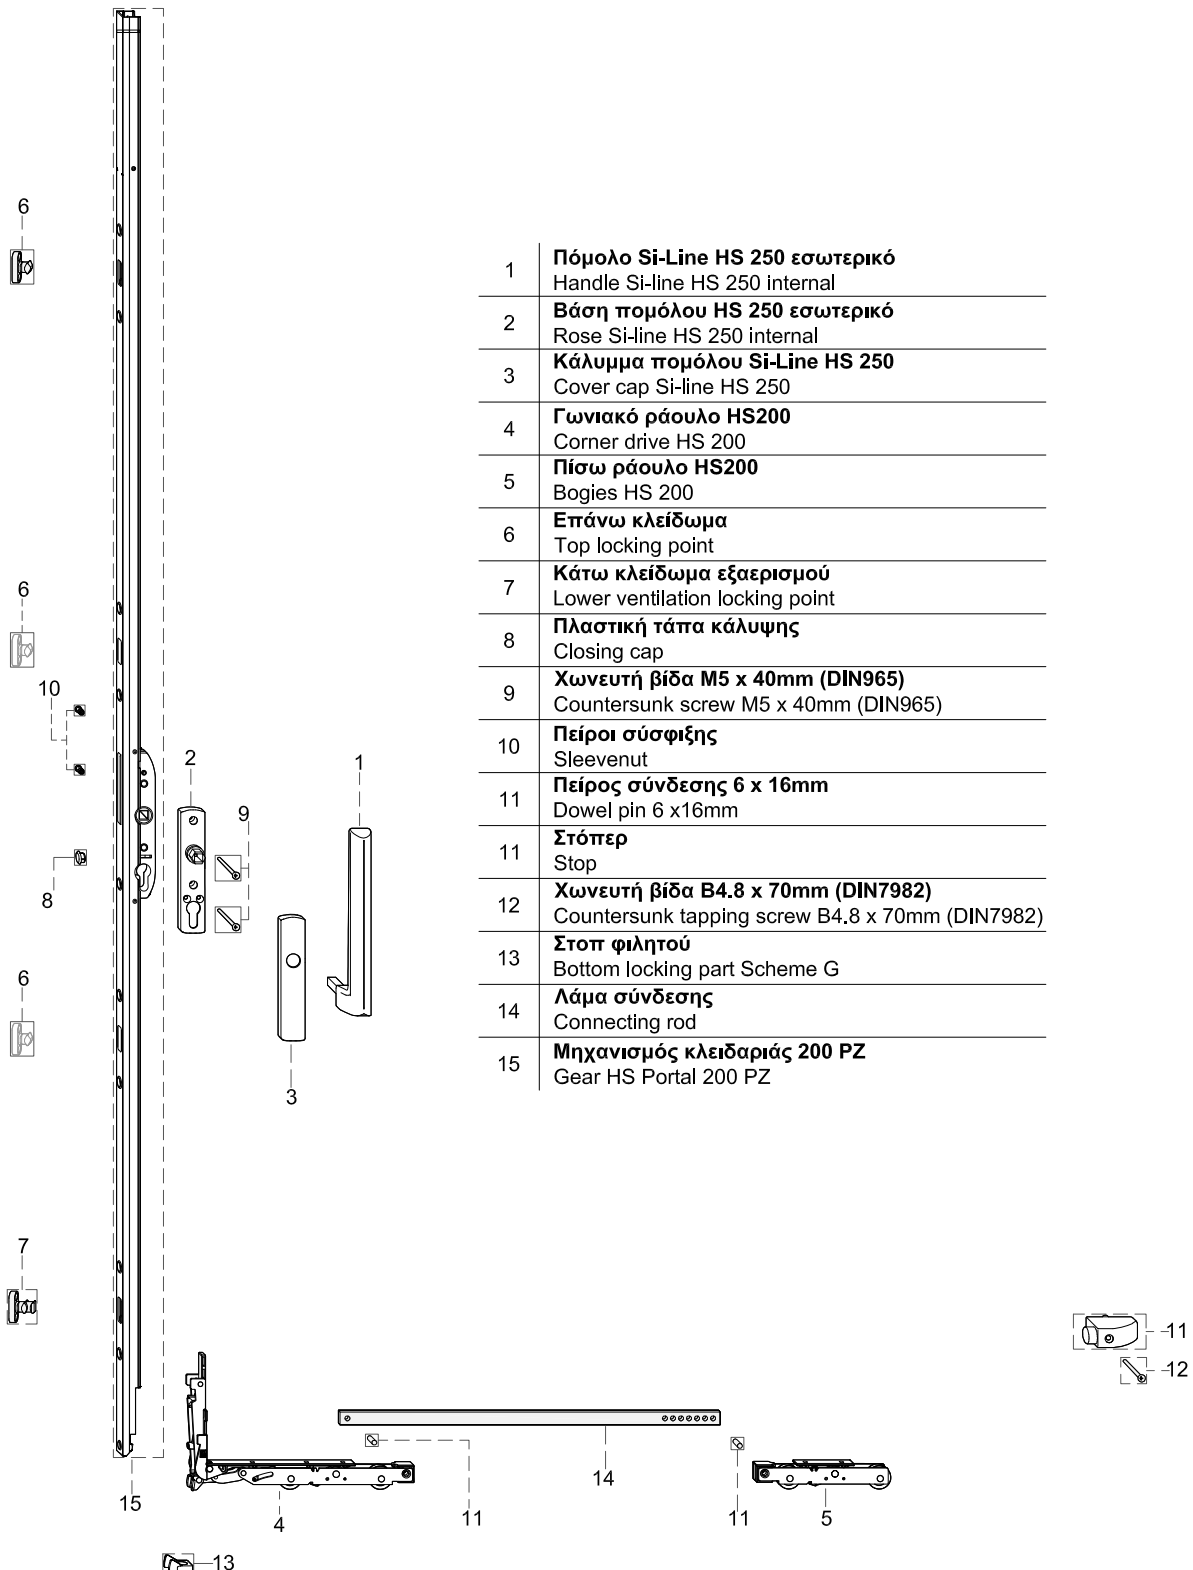 6
1
Πόμολο Si-Line HS 250 εσωτερικό
Handle Si-line HS 250 internal
2
Βάση πομόλου HS 250 εσωτερικό
Rose Si-line HS 250 internal
3
Κάλυμμα πομόλου Si-Line HS 250
Cover cap Si-line HS 250
4
Γωνιακό ράουλο HS200
Corner drive HS 200
5
Πίσω ράουλο HS200
Bogies HS 200
6
Επάνω κλείδωμα
Top locking point
7
Κάτω κλείδωμα εξαερισμού
Lower ventilation locking point
8
Πλαστική τάπα κάλυψης
Closing cap
9
Χωνευτή βίδα M5 x 40mm (DIN965)
Countersunk screw M5 x 40mm (DIN965)
10
Πείροι σύσφιξης
Sleevenut
11
Πείρος σύνδεσης 6 x 16mm
Dowel pin 6 x16mm
11
Στόπερ
Stop
12
Χωνευτή βίδα B4.8 x 70mm (DIN7982)
Countersunk tapping screw B4.8 x 70mm (DIN7982)
13
Στοπ φιλητού
Bottom locking part Scheme G
14
Λάμα σύνδεσης
Connecting rod
15
Μηχανισμός κλειδαριάς 200 PZ
Gear HS Portal 200 PZ
6
10
2
1
9
8
6
3
7
11
12
15
4
11
14
11
5
13